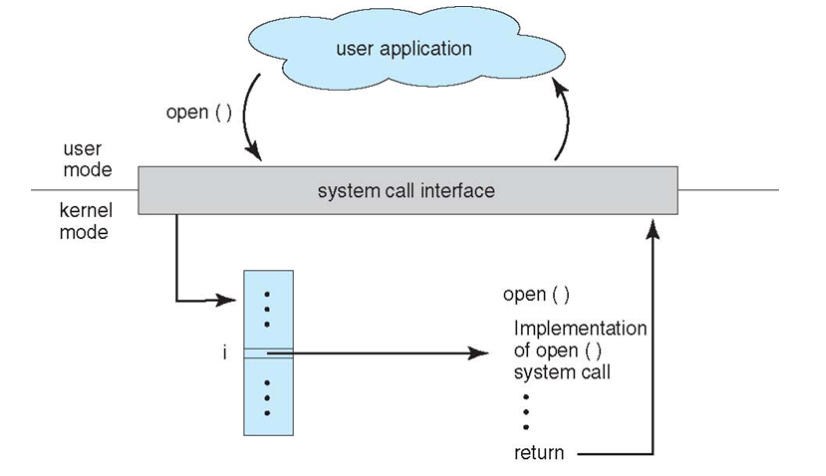 user application
open ( )
user
mode
system call interface
kernel
mode
open ( )
i
Implementation
of open ( )
system call
return